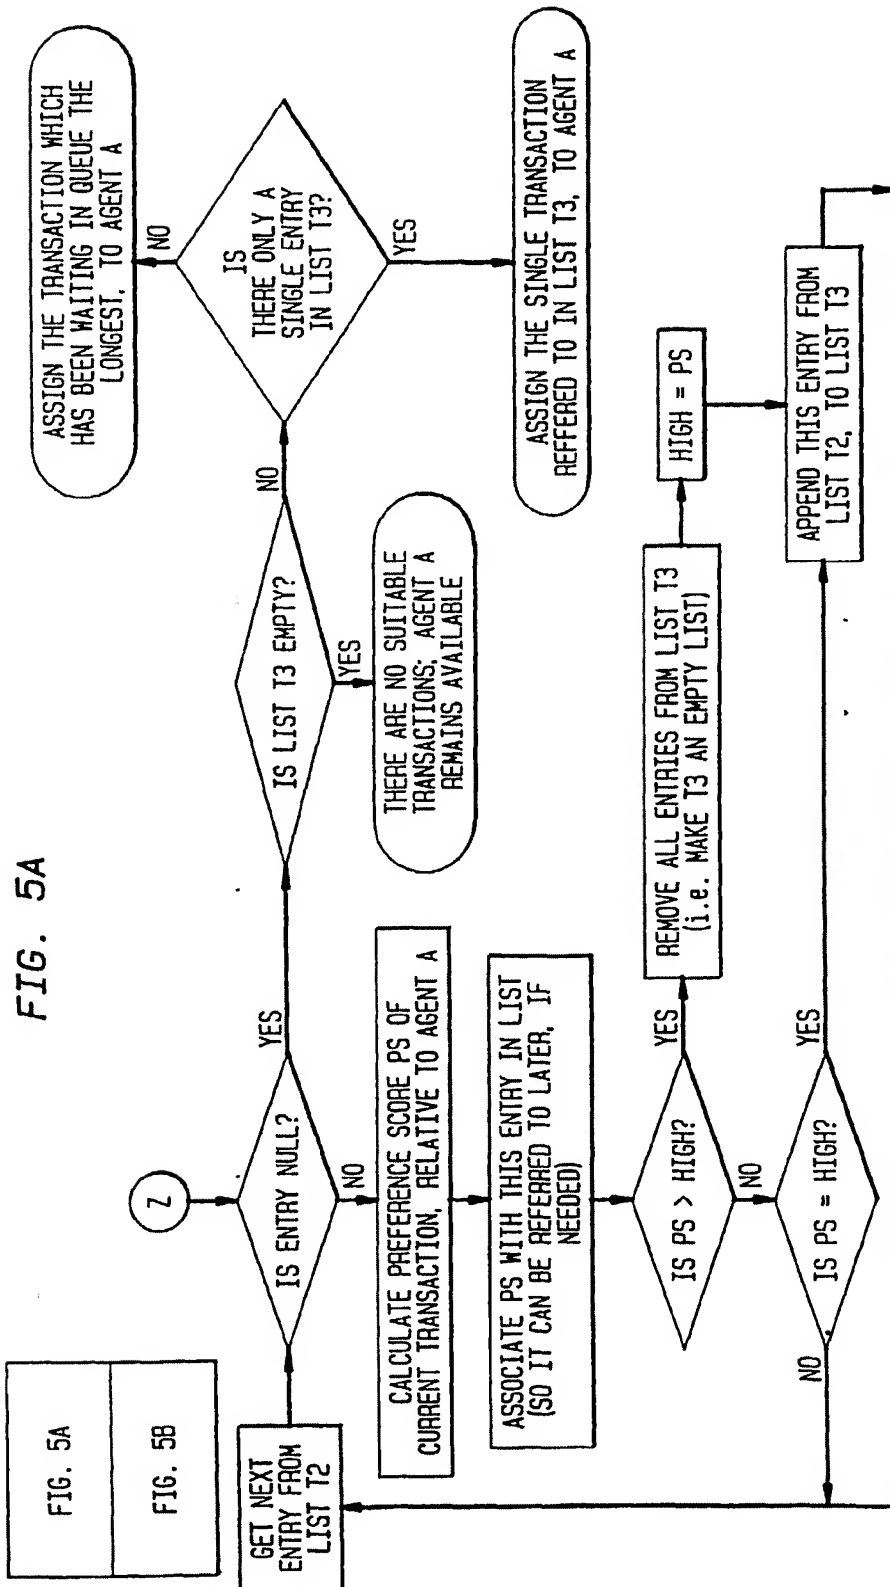 FIG. 5A
FIG. 5A
FIG. 5B
Z
GET NEXT
ENTRY FROM
LIST T2
IS ENTRY NULL?
YES
NO
IS LIST T3 EMPTY?
NO
YES
IS
THERE ONLY A
SINGLE ENTRY
IN LIST T3?
NO
YES
ASSIGN THE TRANSACTION WHICH
HAS BEEN WAITING IN QUEUE THE
LONGEST, TO AGENT A
THERE ARE NO SUITABLE
TRANSACTIONS; AGENT A
REMAINS AVAILABLE
ASSIGN THE SINGLE TRANSACTION
REFFERED TO IN LIST T3, TO AGENT A
CALCULATE PREFERENCE SCORE PS OF
CURRENT TRANSACTION, RELATIVE TO AGENT A
ASSOCIATE PS WITH THIS ENTRY IN LIST
(SO IT CAN BE REFERRED TO LATER, IF
NEEDED)
IS PS > HIGH?
YES
NO
REMOVE ALL ENTRIES FROM LIST T3
(i.e. MAKE T3 AN EMPTY LIST)
HIGH = PS
IS PS = HIGH?
YES
NO
APPEND THIS ENTRY FROM
LIST T2, TO LIST T3